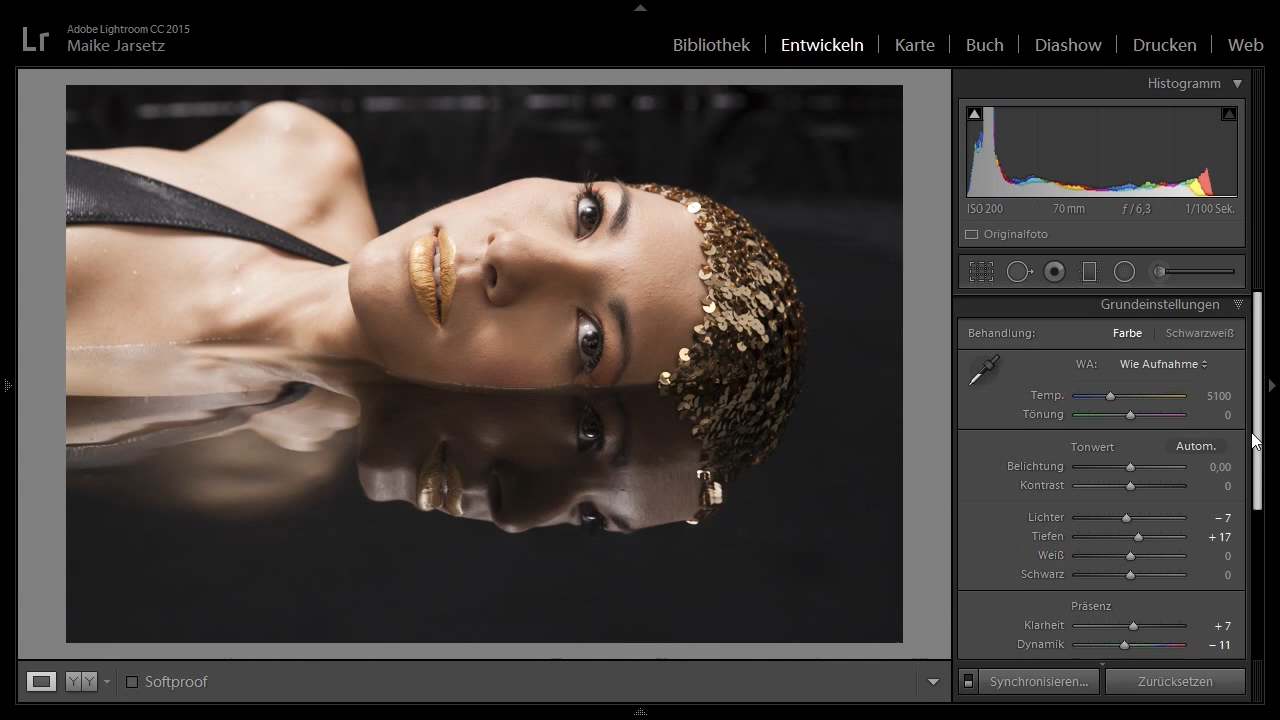 Lr
Adobe Lightroom CC 2015
Maike Jarsetz
Bibliothek | Entwickeln | Karte | Buch | Diashow | Drucken | Web
Histogramm
ISO 200 70 mm ƒ / 6,3 1/100 Sek.
Originalfoto
Grundeinstellungen
Behandlung: Farbe | Schwarzweiß
WA: Wie Aufnahme
Temp. 5100
Tönung 0
Tonwert Autom.
Belichtung 0,00
Kontrast 0
Lichter – 7
Tiefen + 17
Weiß 0
Schwarz 0
Präsenz
Klarheit + 7
Dynamik – 11
YY Softproof
Synchronisieren... Zurücksetzen